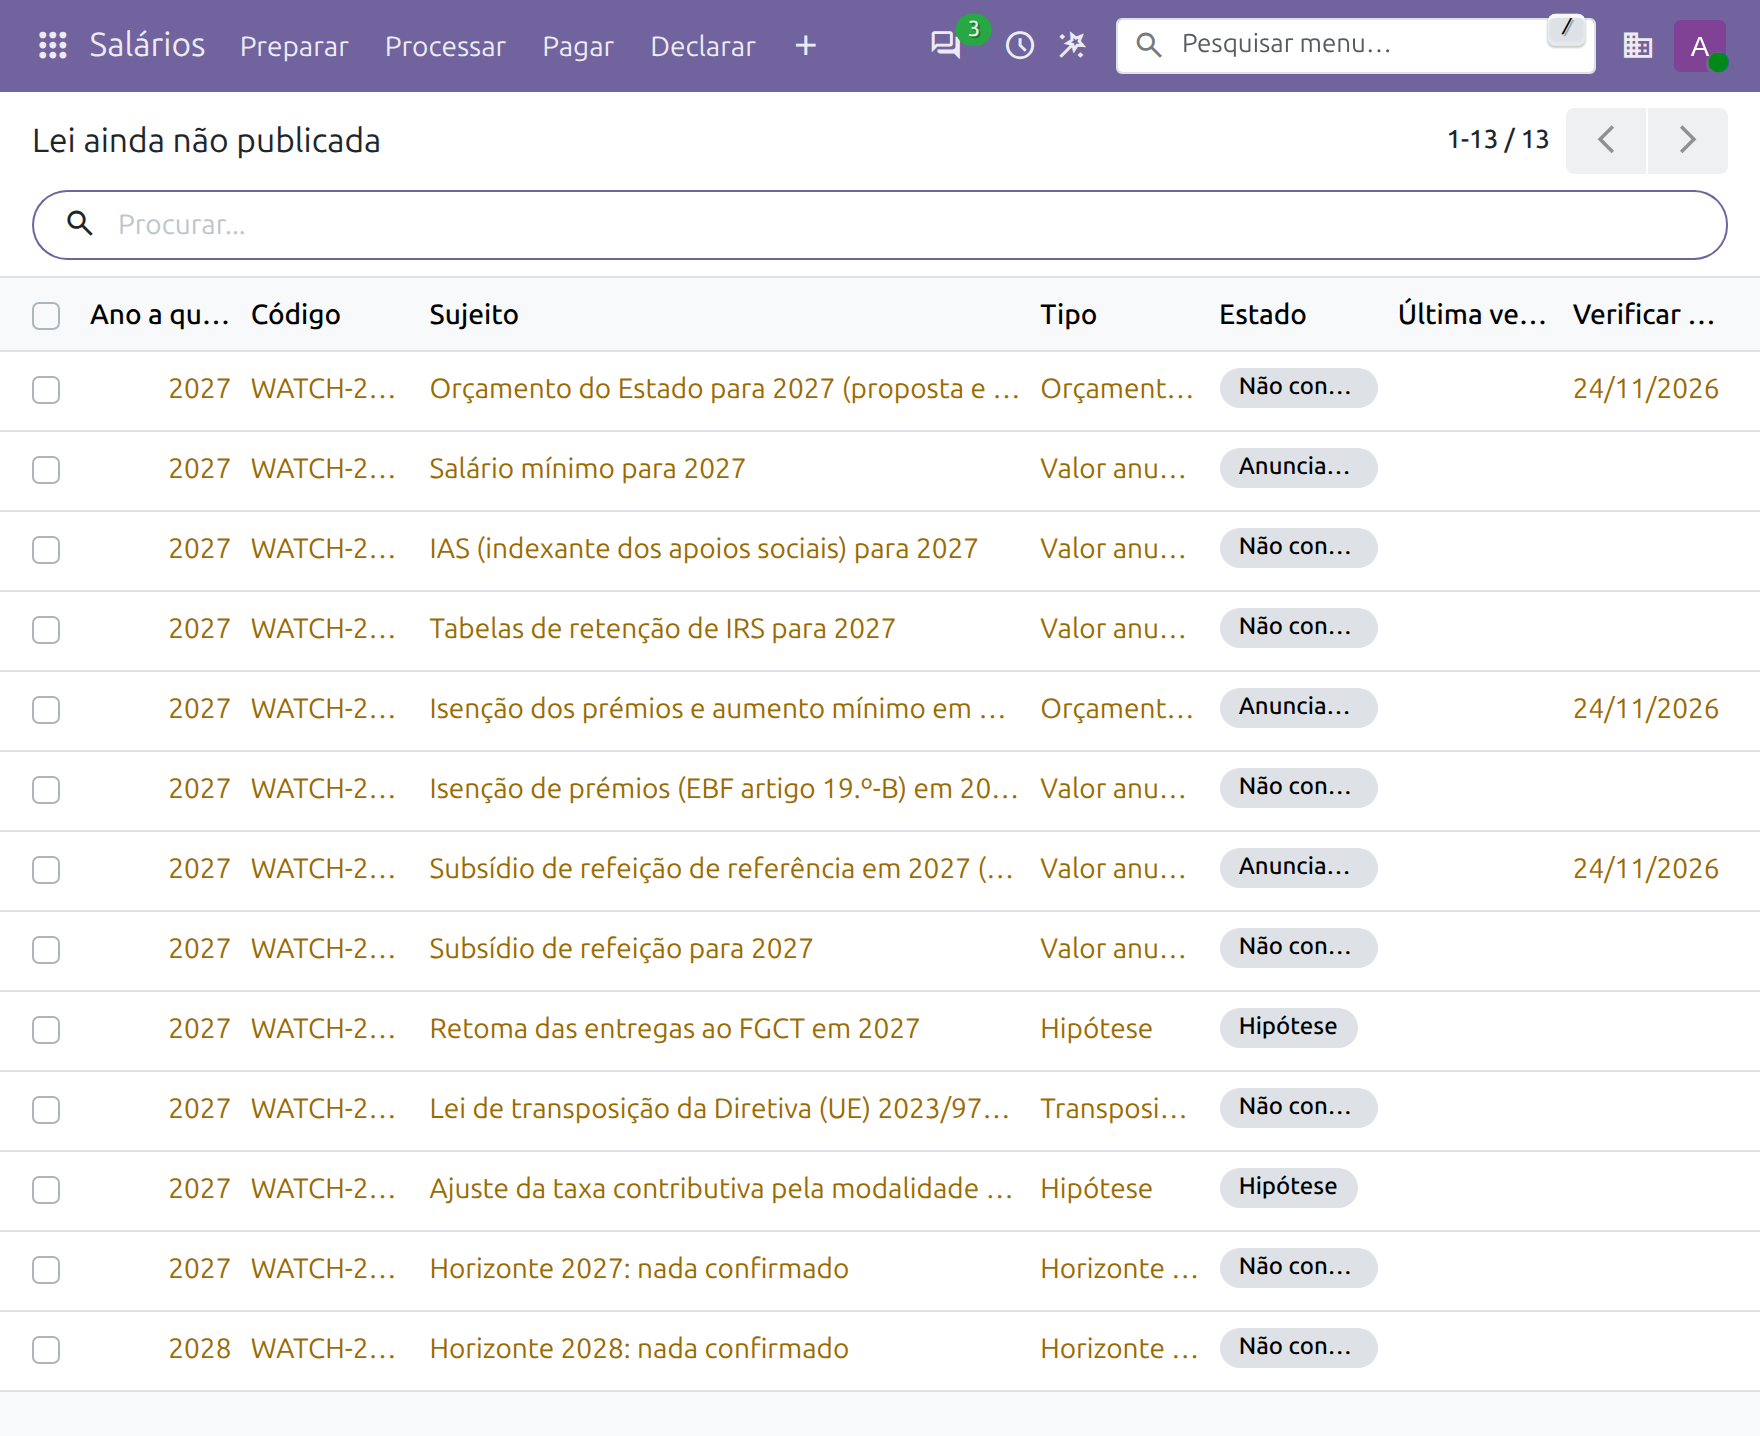 Salários Preparar Processar Pagar Declarar + 3 Pesquisar menu... / A
Lei ainda não publicada 1-13 / 13
Procurar...
Ano a qu... Código Sujeito Tipo Estado Última ve... Verificar ...
2027 WATCH-2... Orçamento do Estado para 2027 (proposta e ... Orçament... Não con... 24/11/2026
2027 WATCH-2... Salário mínimo para 2027 Valor anu... Anuncia...
2027 WATCH-2... IAS (indexante dos apoios sociais) para 2027 Valor anu... Não con...
2027 WATCH-2... Tabelas de retenção de IRS para 2027 Valor anu... Não con...
2027 WATCH-2... Isenção dos prémios e aumento mínimo em ... Orçament... Anuncia... 24/11/2026
2027 WATCH-2... Isenção de prémios (EBF artigo 19.º-B) em 20... Valor anu... Não con...
2027 WATCH-2... Subsídio de refeição de referência em 2027 (... Valor anu... Anuncia... 24/11/2026
2027 WATCH-2... Subsídio de refeição para 2027 Valor anu... Não con...
2027 WATCH-2... Retoma das entregas ao FGCT em 2027 Hipótese Hipótese
2027 WATCH-2... Lei de transposição da Diretiva (UE) 2023/97... Transposi... Não con...
2027 WATCH-2... Ajuste da taxa contributiva pela modalidade ... Hipótese Hipótese
2027 WATCH-2... Horizonte 2027: nada confirmado Horizonte ... Não con...
2028 WATCH-2... Horizonte 2028: nada confirmado Horizonte ... Não con...